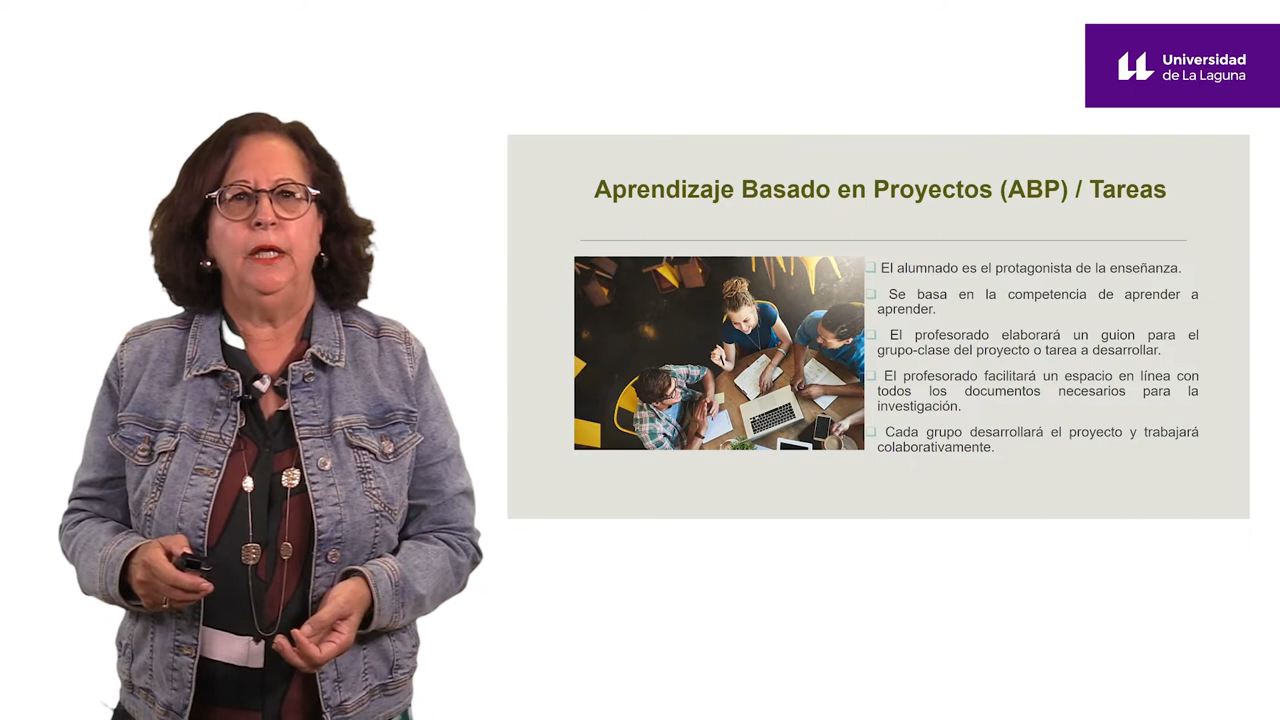 Universidad
de La Laguna
Aprendizaje Basado en Proyectos (ABP) / Tareas
El alumnado es el protagonista de la enseñanza.
Se basa en la competencia de aprender a
aprender.
El profesorado elaborará un guion para el
grupo-clase del proyecto o tarea a desarrollar.
El profesorado facilitará un espacio en línea con
todos los documentos necesarios para la
investigación.
Cada grupo desarrollará el proyecto y trabajará
colaborativamente.